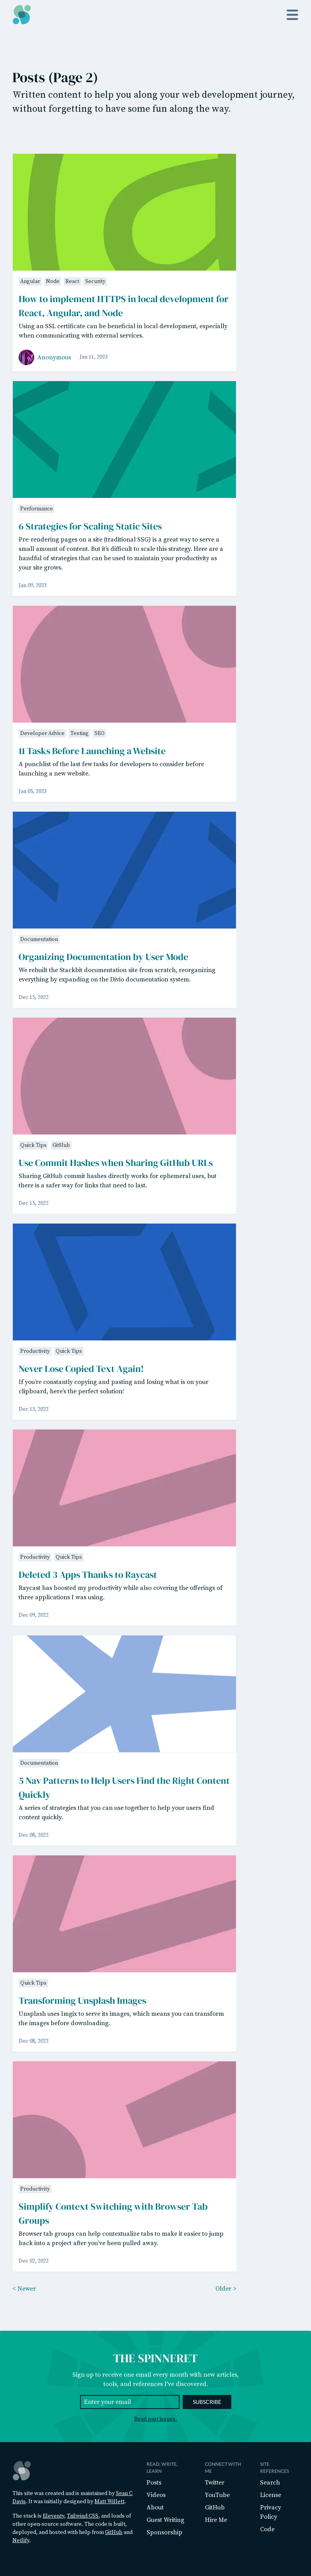 Posts (Page 2)
Written content to help you along your web development journey,
without forgetting to have some fun along the way.
Angular Node React Security
How to implement HTTPS in local development for
React, Angular, and Node
Using an SSL certificate can be beneficial in local development, especially
when communicating with external services.
Anonymous Jan 11, 2023
Performance
6 Strategies for Scaling Static Sites
Pre-rendering pages on a site (traditional SSG) is a great way to serve a
small amount of content. But it's difficult to scale this strategy. Here are a
handful of strategies that can be used to maintain your productivity as
your site grows.
Jan 09, 2023
Developer Advice Testing SEO
11 Tasks Before Launching a Website
A punchlist of the last few tasks for developers to consider before
launching a new website.
Jan 05, 2023
Documentation
Organizing Documentation by User Mode
We rebuilt the Stackbit documentation site from scratch, reorganizing
everything by expanding on the Divio documentation system.
Dec 15, 2022
Quick Tips GitHub
Use Commit Hashes when Sharing GitHub URLs
Sharing GitHub commit hashes directly works for ephemeral uses, but
there is a safer way for links that need to last.
Dec 15, 2022
Productivity Quick Tips
Never Lose Copied Text Again!
If you're constantly copying and pasting and losing what is on your
clipboard, here's the perfect solution!
Dec 13, 2022
Productivity Quick Tips
Deleted 3 Apps Thanks to Raycast
Raycast has boosted my productivity while also covering the offerings of
three applications I was using.
Dec 09, 2022
Documentation
5 Nav Patterns to Help Users Find the Right Content
Quickly
A series of strategies that you can use together to help your users find
content quickly.
Dec 08, 2022
Quick Tips
Transforming Unsplash Images
Unsplash uses Imgix to serve its images, which means you can transform
the images before downloading.
Dec 08, 2022
Productivity
Simplify Context Switching with Browser Tab
Groups
Browser tab groups can help contextualize tabs to make it easier to jump
back into a project after you've been pulled away.
Dec 02, 2022
< Newer Older >
THE SPINNERET
Sign up to receive one email every month with new articles,
tools, and references I've discovered.
Enter your email SUBSCRIBE
Read past issues.
This site was created and is maintained by Sean C
Davis. It was initially designed by Matt Willett.
The stack is Eleventy, Tailwind CSS, and loads of
other open-source software. The code is built,
deployed, and hosted with help from GitHub and
Netlify.
READ, WRITE,
LEARN
Posts
Videos
About
Guest Writing
Sponsorship
CONNECT WITH
ME
Twitter
YouTube
GitHub
Hire Me
SITE
REFERENCES
Search
License
Privacy
Policy
Code